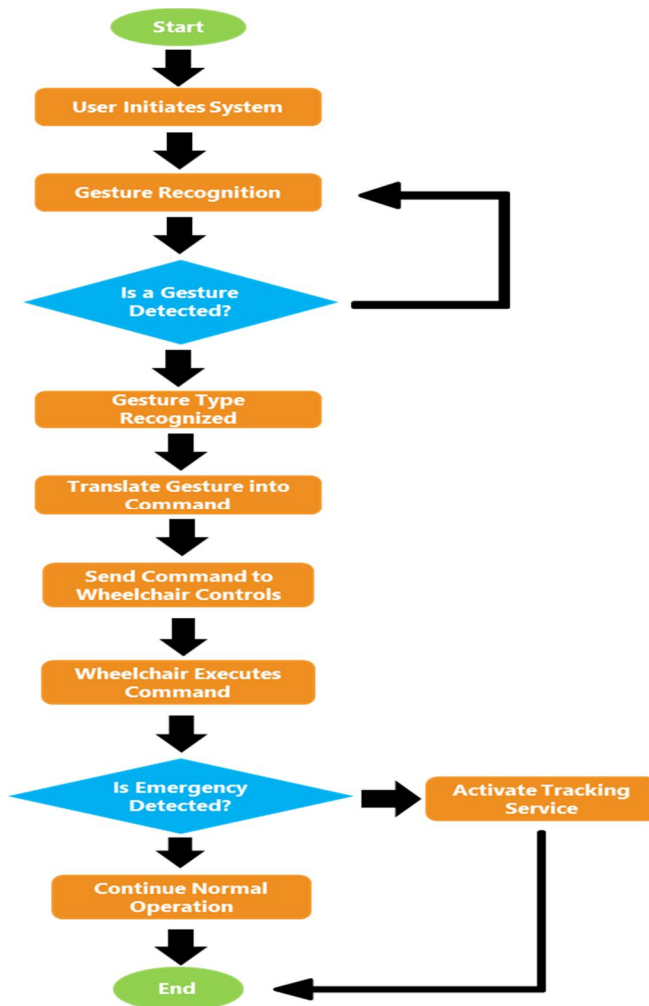 Start
User Initiates System
Gesture Recognition
Is a Gesture
Detected?
Gesture Type
Recognized
Translate Gesture into
Command
Send Command to
Wheelchair Controls
Wheelchair Executes
Command
Is Emergency
Detected?
Activate Tracking
Service
Continue Normal
Operation
End